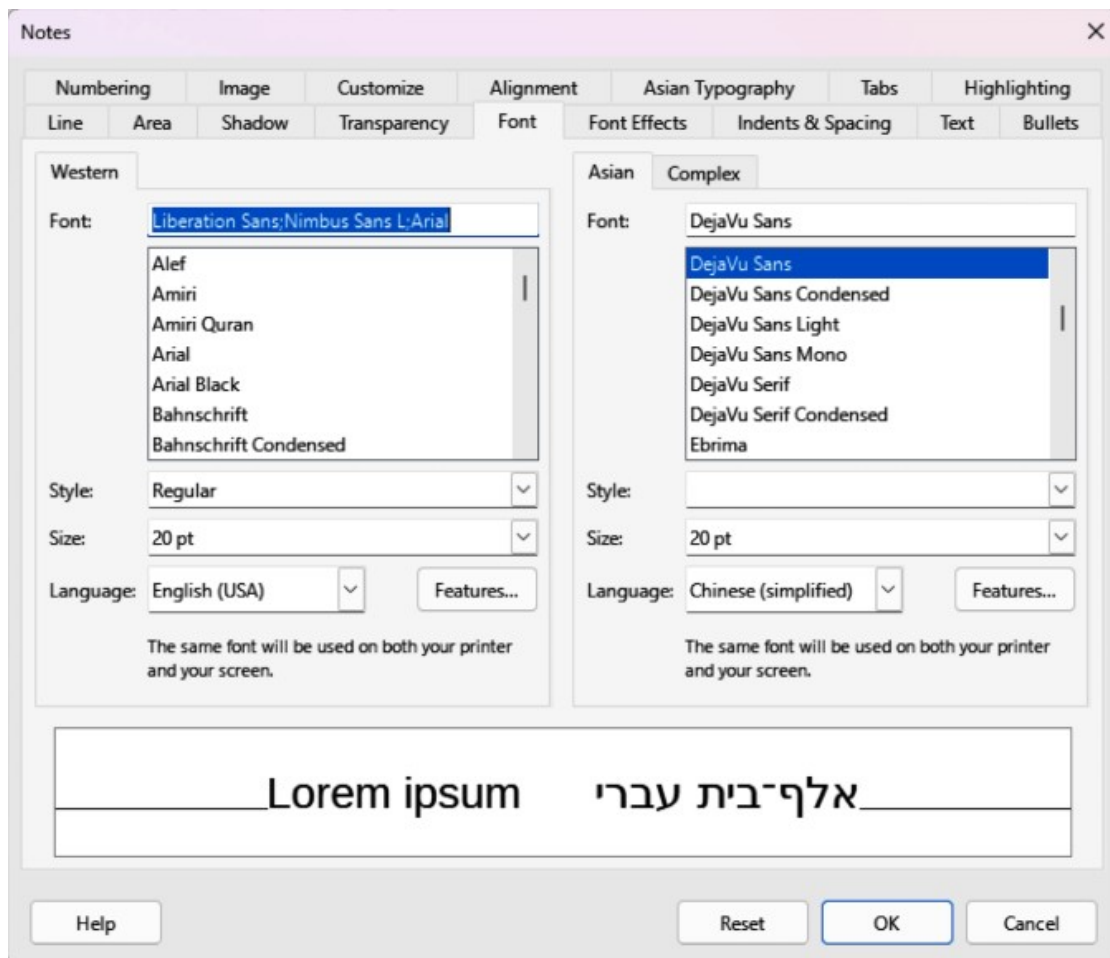 Notes
Numbering Image Customize Alignment Asian Typography Tabs Highlighting
Line Area Shadow Transparency Font Font Effects Indents & Spacing Text Bullets
Western
Font: Liberation Sans;Nimbus Sans L;Arial
Alef
Amiri
Amiri Quran
Arial
Arial Black
Bahnschrift
Bahnschrift Condensed
Style: Regular
Size: 20 pt
Language: English (USA) Features...
The same font will be used on both your printer
and your screen.
Asian Complex
Font: DejaVu Sans
DejaVu Sans
DejaVu Sans Condensed
DejaVu Sans Light
DejaVu Sans Mono
DejaVu Serif
DejaVu Serif Condensed
Ebrima
Style:
Size: 20 pt
Language: Chinese (simplified) Features...
The same font will be used on both your printer
and your screen.
Lorem ipsum אלף־בית עברי
Help Reset OK Cancel